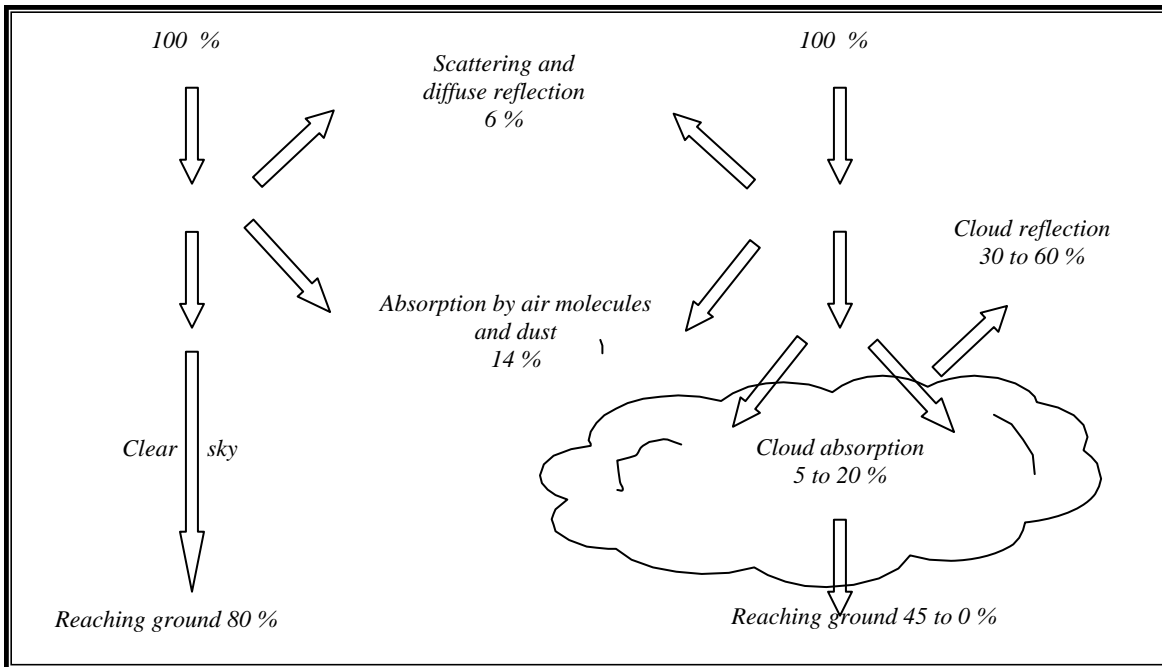 100 %
100 %
Scattering and
diffuse reflection
6 %
Cloud reflection
30 to 60 %
Absorption by air molecules
and dust
14 %
Clear sky
Cloud absorption
5 to 20 %
Reaching ground 80 %
Reaching ground 45 to 0 %